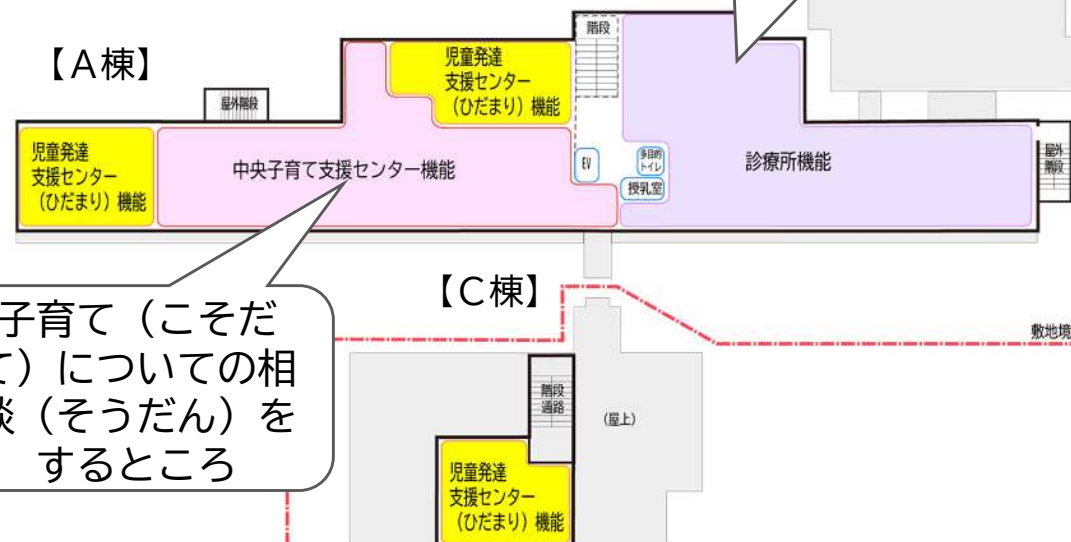 階段
【A棟】
児童発達
支援センター
（ひだまり）機能
屋外階段
児童発達
支援センター
（ひだまり）機能
中央子育て支援センター機能
EV
多目的
トイレ
授乳室
診療所機能
屋外
階段
【C棟】
敷地境
子育て（こそだ
て）についての相
談（そうだん）を
するところ
階段
通路
（屋上）
児童発達
支援センター
（ひだまり）機能